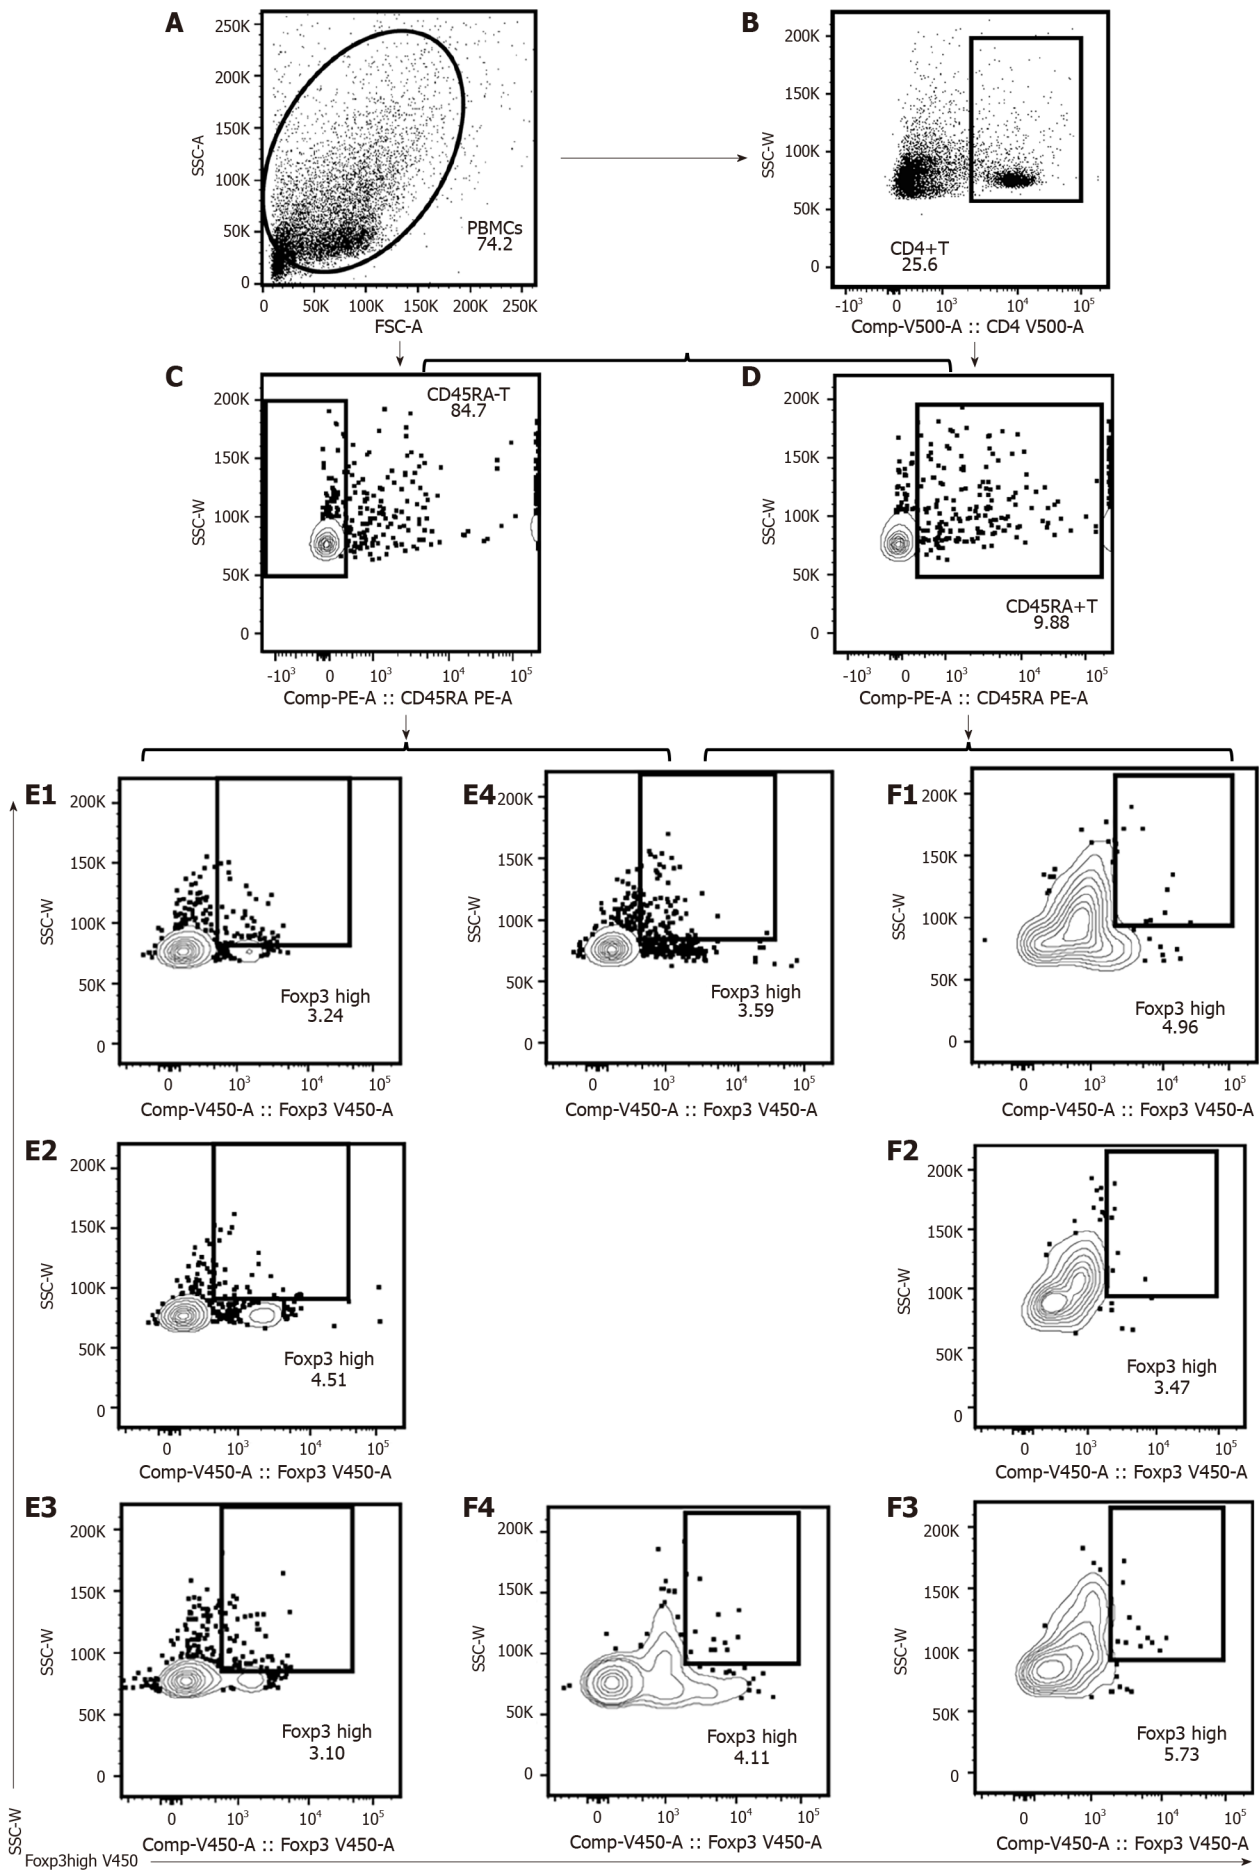 A
250K
200K
150K
100K
50K
0
SSC-A
PBMCs
74.2
0 50K 100K 150K 200K 250K
FSC-A
B
200K
150K
100K
50K
0
SSC-W
CD4+T
25.6
-10³ 0 10³ 10⁴ 10⁵
Comp-V500-A :: CD4 V500-A
C
200K
150K
100K
50K
0
SSC-W
CD45RA-T
84.7
-10³ 0 10³ 10⁴ 10⁵
Comp-PE-A :: CD45RA PE-A
D
200K
150K
100K
50K
0
SSC-W
CD45RA+T
9.88
-10³ 0 10³ 10⁴ 10⁵
Comp-PE-A :: CD45RA PE-A
E1
200K
150K
100K
50K
0
SSC-W
Foxp3 high
3.24
0 10³ 10⁴ 10⁵
Comp-V450-A :: Foxp3 V450-A
E4
200K
150K
100K
50K
0
SSC-W
Foxp3 high
3.59
0 10³ 10⁴ 10⁵
Comp-V450-A :: Foxp3 V450-A
F1
200K
150K
100K
50K
0
SSC-W
Foxp3 high
4.96
0 10³ 10⁴ 10⁵
Comp-V450-A :: Foxp3 V450-A
E2
200K
150K
100K
50K
0
SSC-W
Foxp3 high
4.51
0 10³ 10⁴ 10⁵
Comp-V450-A :: Foxp3 V450-A
F2
200K
150K
100K
50K
0
SSC-W
Foxp3 high
3.47
0 10³ 10⁴ 10⁵
Comp-V450-A :: Foxp3 V450-A
E3
200K
150K
100K
50K
0
SSC-W
Foxp3 high
3.10
0 10³ 10⁴ 10⁵
Comp-V450-A :: Foxp3 V450-A
F4
200K
150K
100K
50K
0
SSC-W
Foxp3 high
4.11
0 10³ 10⁴ 10⁵
Comp-V450-A :: Foxp3 V450-A
F3
200K
150K
100K
50K
0
SSC-W
Foxp3 high
5.73
0 10³ 10⁴ 10⁵
Comp-V450-A :: Foxp3 V450-A
SSC-W
Foxp3high V450